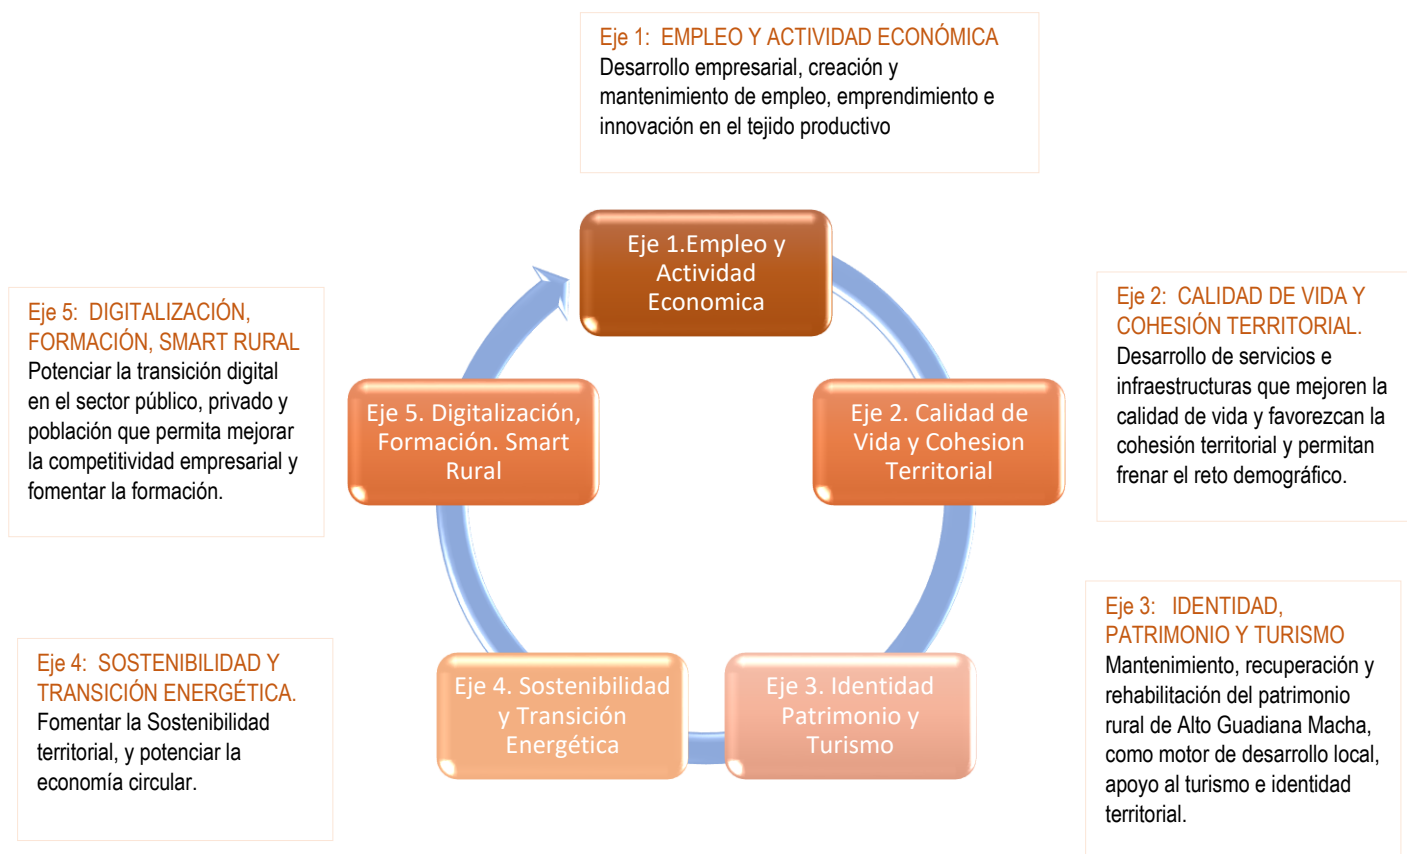 Eje 1: EMPLEO Y ACTIVIDAD ECONÓMICA
Desarrollo empresarial, creación y
mantenimiento de empleo, emprendimiento e
innovación en el tejido productivo
Eje 1.Empleo y
Actividad
Economica
Eje 2: CALIDAD DE VIDA Y
COHESIÓN TERRITORIAL.
Desarrollo de servicios e
infraestructuras que mejoren la
calidad de vida y favorezcan la
cohesión territorial y permitan
frenar el reto demográfico.
Eje 5: DIGITALIZACIÓN,
FORMACIÓN, SMART RURAL
Potenciar la transición digital
en el sector público, privado y
población que permita mejorar
la competitividad empresarial y
fomentar la formación.
Eje 5. Digitalización,
Formación. Smart
Rural
Eje 2. Calidad de
Vida y Cohesion
Territorial
Eje 3: IDENTIDAD,
PATRIMONIO Y TURISMO
Mantenimiento, recuperación y
rehabilitación del patrimonio
rural de Alto Guadiana Macha,
como motor de desarrollo local,
apoyo al turismo e identidad
territorial.
Eje 4: SOSTENIBILIDAD Y
TRANSICIÓN ENERGÉTICA.
Fomentar la Sostenibilidad
territorial, y potenciar la
economía circular.
Eje 4. Sostenibilidad
y Transición
Energética
Eje 3. Identidad
Patrimonio y
Turismo